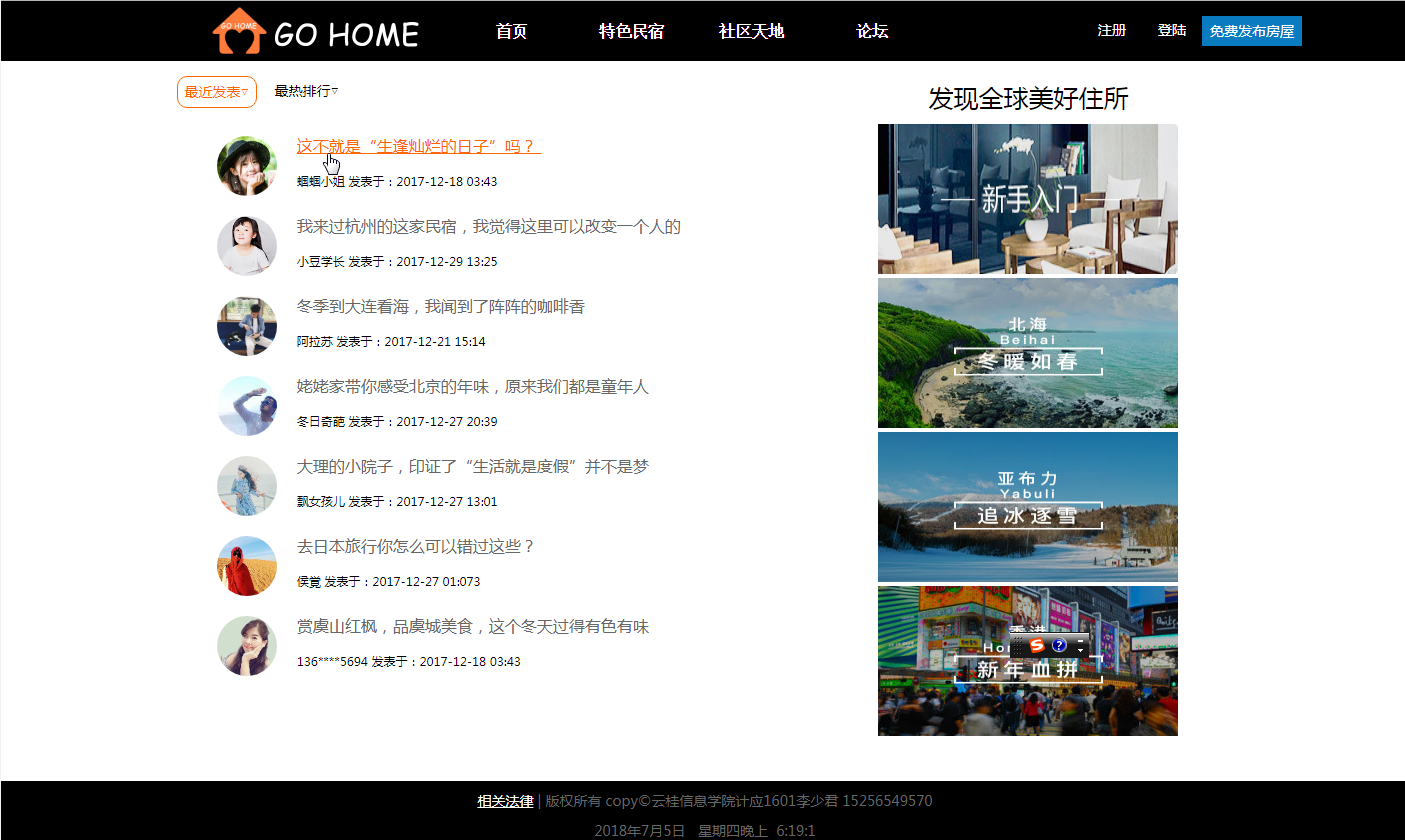 GO HOME GO HOME 首页 特色民宿 社区天地 论坛 注册 登陆 免费发布房屋
最近发表▿ 最热排行▿
这不就是“生逢灿烂的日子”吗？
蝈蝈小姐 发表于：2017-12-18 03:43
我来过杭州的这家民宿，我觉得这里可以改变一个人的
小豆学长 发表于：2017-12-29 13:25
冬季到大连看海，我闻到了阵阵的咖啡香
阿拉苏 发表于：2017-12-21 15:14
姥姥家带你感受北京的年味，原来我们都是童年人
冬日奇葩 发表于：2017-12-27 20:39
大理的小院子，印证了“生活就是度假”并不是梦
飘女孩儿 发表于：2017-12-27 13:01
去日本旅行你怎么可以错过这些？
侯觉 发表于：2017-12-27 01:073
赏虞山红枫，品虞城美食，这个冬天过得有色有味
136****5694 发表于：2017-12-18 03:43
发现全球美好住所
新手入门
北海
Beihai
冬暖如春
亚布力
Yabuli
追冰逐雪
香港
新年血拼
相关法律 | 版权所有 copy©云桂信息学院计应1601李少君 15256549570
2018年7月5日 星期四晚上 6:19:1